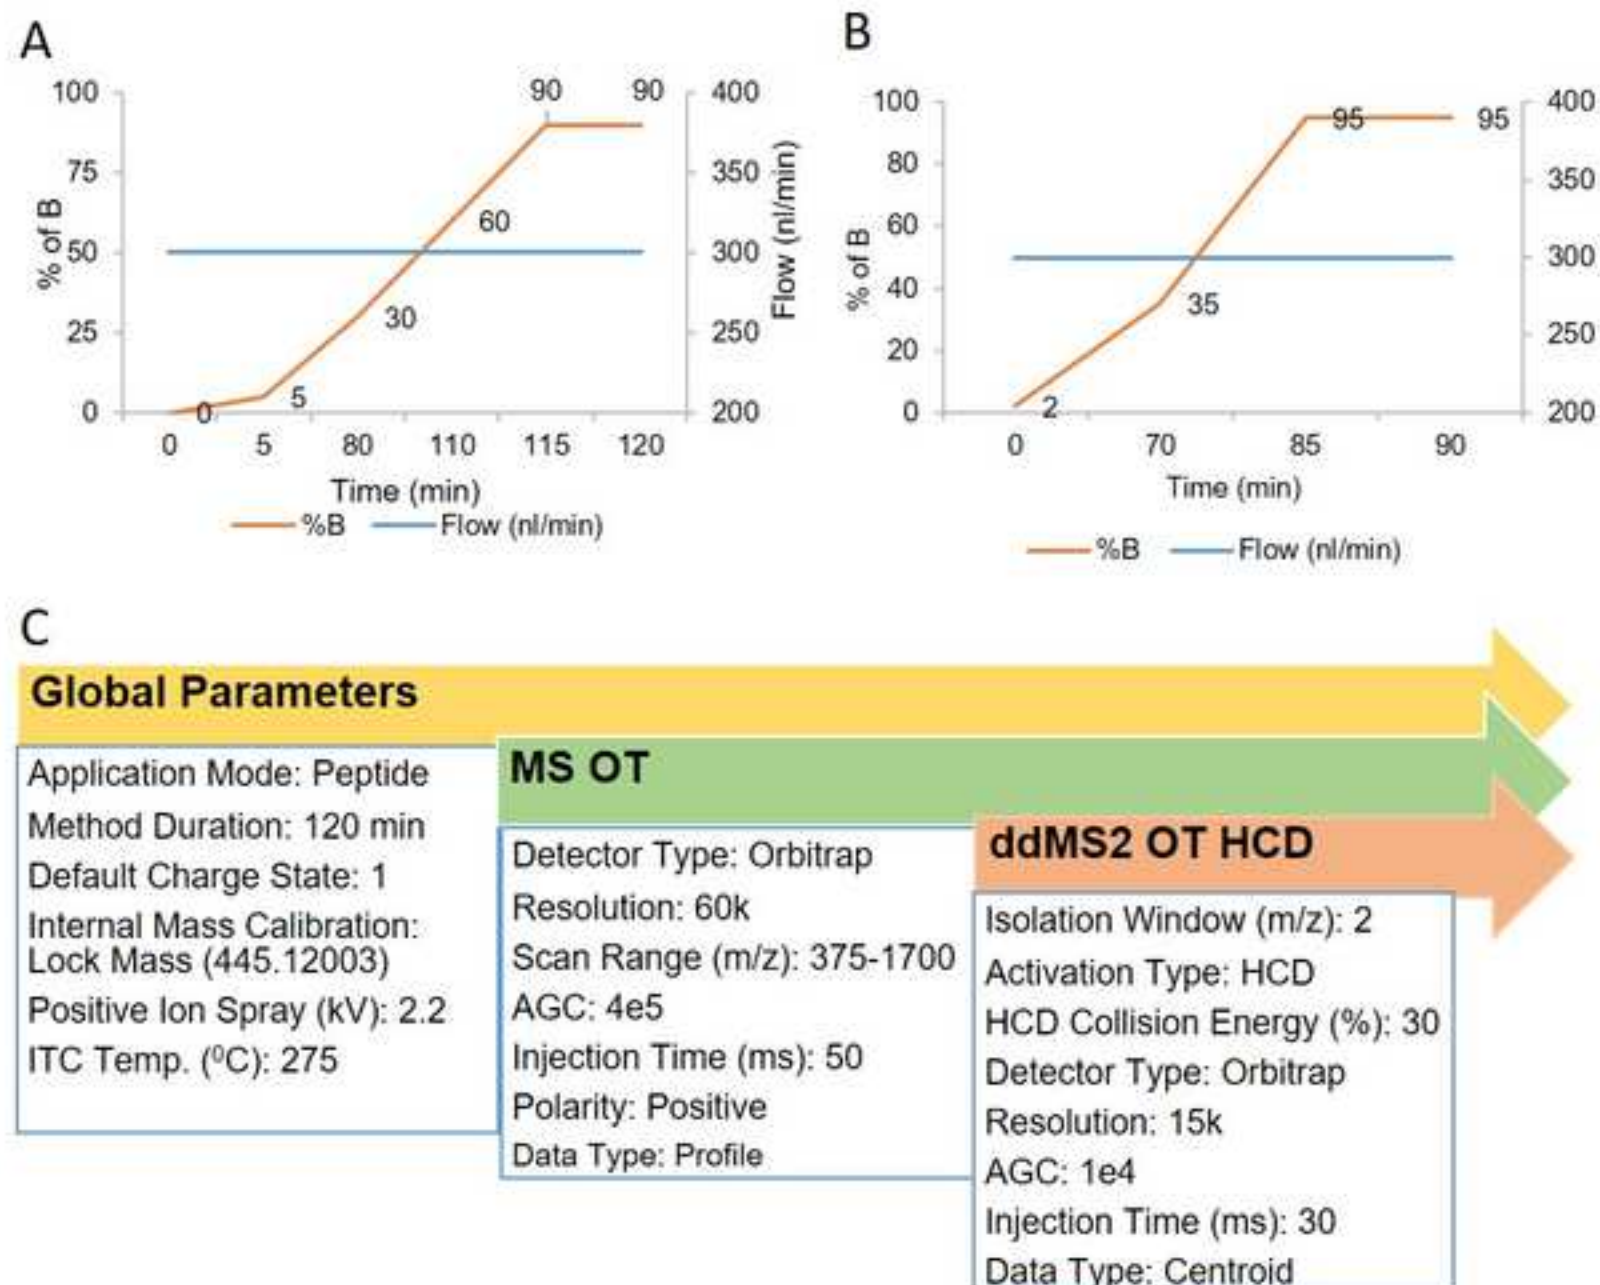 A
100
75
50
25
0
% of B
90
90
60
30
5
0
400
350
300
250
200
Flow (nl/min)
0 5 80 110 115 120
Time (min)
%B Flow (nl/min)
B
100
80
60
40
20
0
% of B
95
95
35
2
400
350
300
250
200
0 70 85 90
Time (min)
%B Flow (nl/min)
C
Global Parameters
Application Mode: Peptide
Method Duration: 120 min
Default Charge State: 1
Internal Mass Calibration:
Lock Mass (445.12003)
Positive Ion Spray (kV): 2.2
ITC Temp. (⁰C): 275
MS OT
Detector Type: Orbitrap
Resolution: 60k
Scan Range (m/z): 375-1700
AGC: 4e5
Injection Time (ms): 50
Polarity: Positive
Data Type: Profile
ddMS2 OT HCD
Isolation Window (m/z): 2
Activation Type: HCD
HCD Collision Energy (%): 30
Detector Type: Orbitrap
Resolution: 15k
AGC: 1e4
Injection Time (ms): 30
Data Type: Centroid